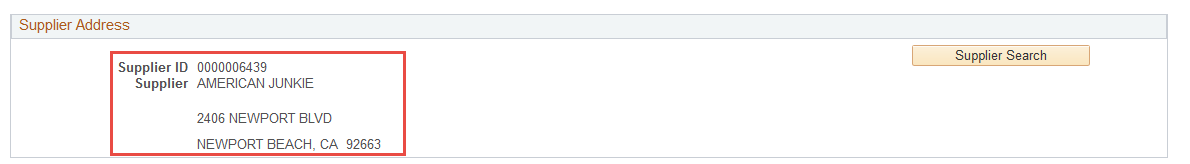 Supplier Address
Supplier Search
Supplier ID 0000006439
Supplier AMERICAN JUNKIE
2406 NEWPORT BLVD
NEWPORT BEACH, CA  92663